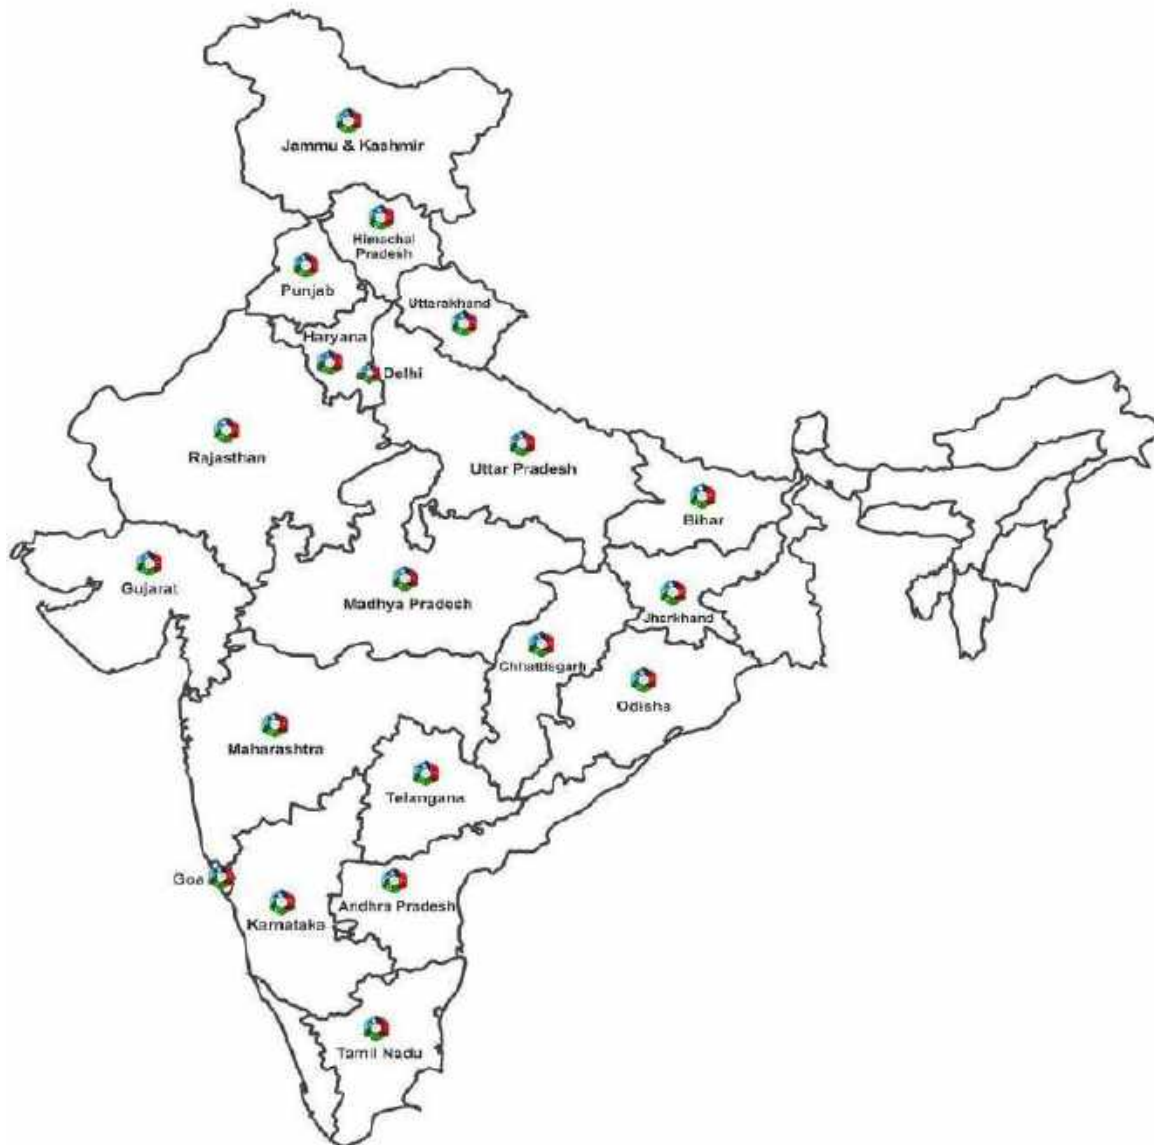 Jammu & Kashmir
Himachal
Pradesh
Punjab
Uttarakhand
Haryana
Delhi
Rajasthan
Uttar Pradesh
Bihar
Gujarat
Madhya Pradesh
Jharkhand
Chhattisgarh
Odisha
Maharashtra
Telangana
Goa
Andhra Pradesh
Karnataka
Tamil Nadu